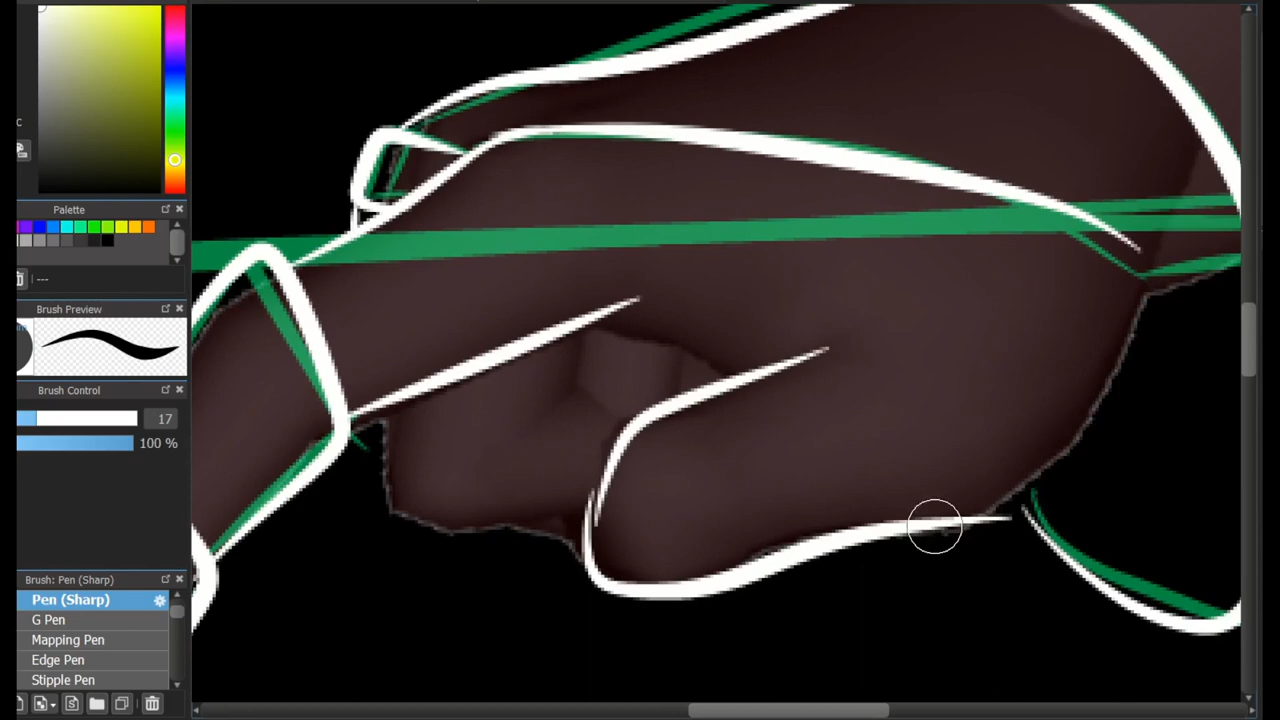 c
Palette
---
Brush Preview
Brush Control
17
100 %
Brush: Pen (Sharp)
Pen (Sharp)
G Pen
Mapping Pen
Edge Pen
Stipple Pen